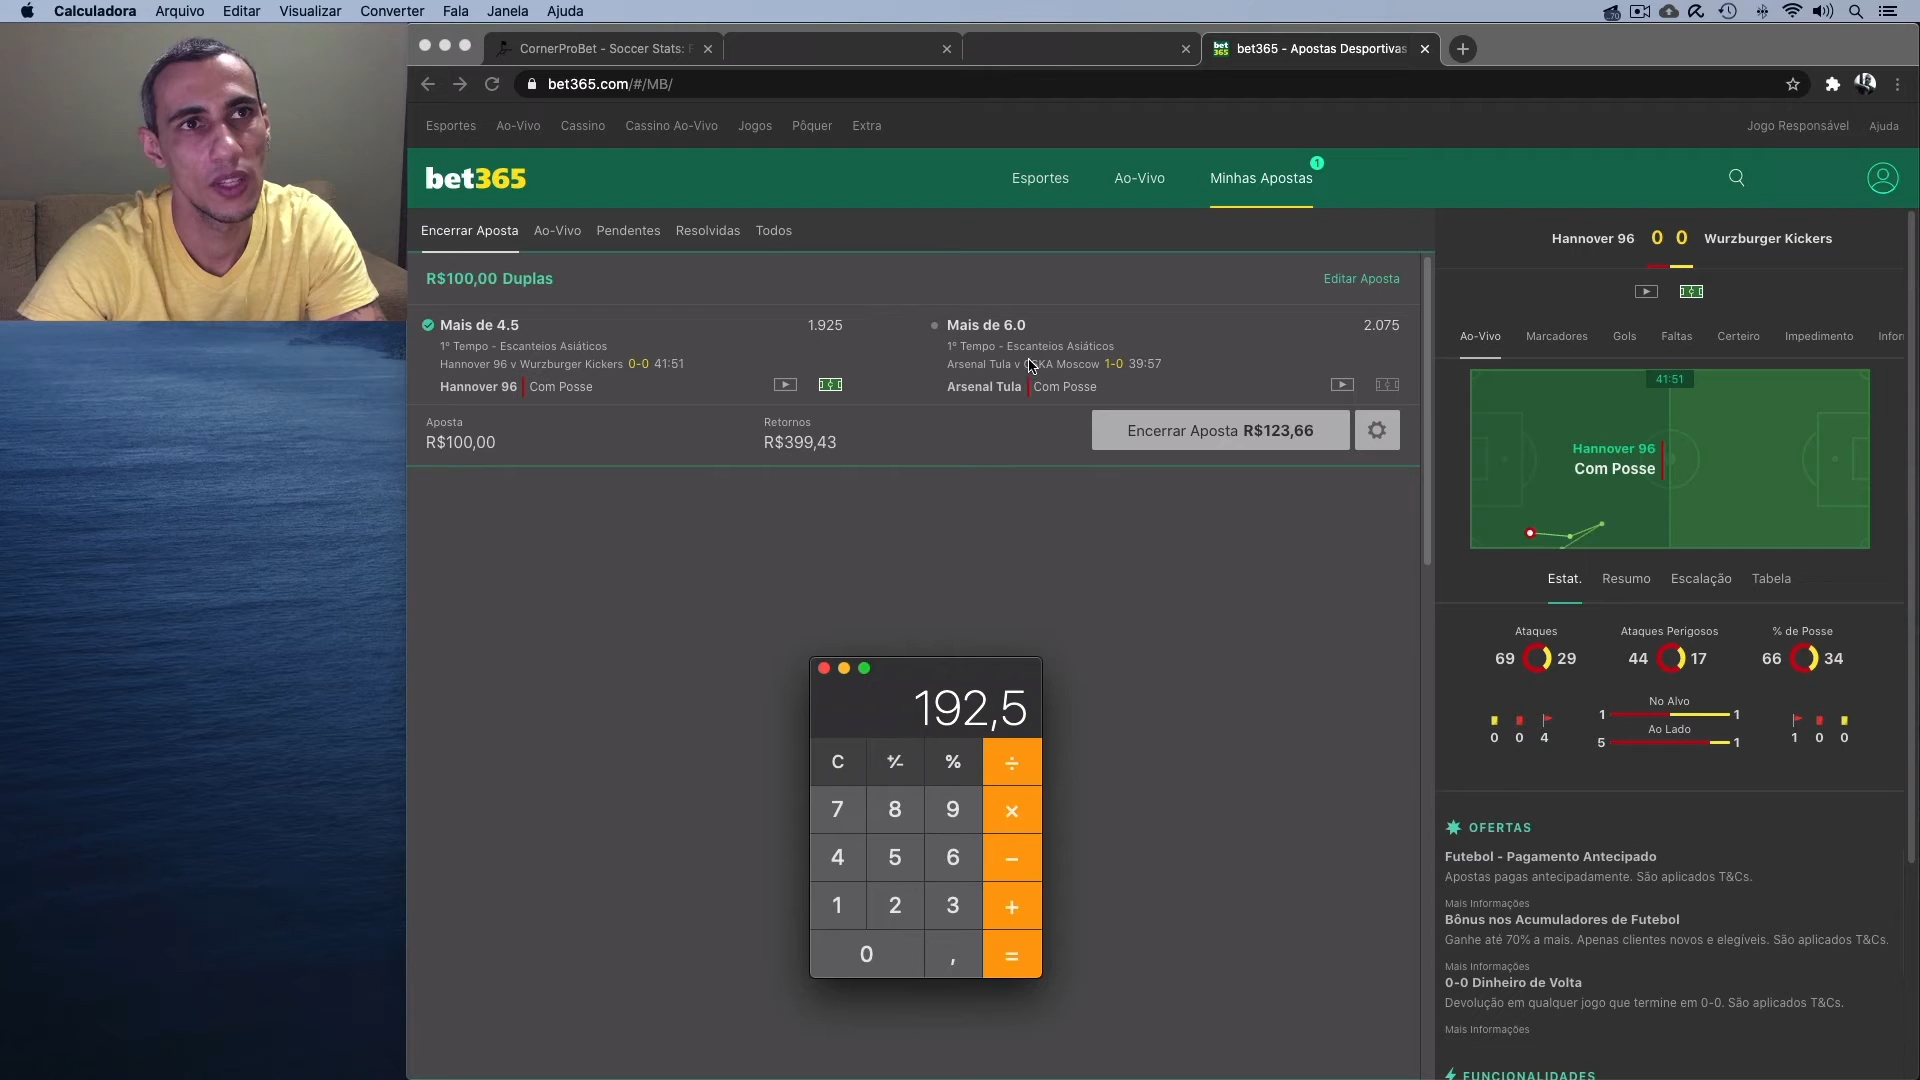 Calculadora Arquivo Editar Visualizar Converter Fala Janela Ajuda
CornerProBet - Soccer Stats:
bet365 - Apostas Desportivas
bet365.com/#/MB/
Esportes Ao-Vivo Cassino Cassino Ao-Vivo Jogos Pôquer Extra
Jogo Responsável Ajuda
bet365
Esportes Ao-Vivo Minhas Apostas 1
Encerrar Aposta Ao-Vivo Pendentes Resolvidas Todos
R$100,00 Duplas
Editar Aposta
Mais de 4.5 1.925
1º Tempo - Escanteios Asiáticos
Hannover 96 v Wurzburger Kickers 0-0 41:51
Hannover 96 Com Posse
Mais de 6.0 2.075
1º Tempo - Escanteios Asiáticos
Arsenal Tula v CSKA Moscow 1-0 39:57
Arsenal Tula Com Posse
Aposta
R$100,00
Retornos
R$399,43
Encerrar Aposta R$123,66
192,5
C +⁄- % ÷
7 8 9 ×
4 5 6 −
1 2 3 +
0 , =
Hannover 96 0 0 Wurzburger Kickers
Ao-Vivo Marcadores Gols Faltas Certeiro Impedimento Infor
41:51
Hannover 96
Com Posse
Estat. Resumo Escalação Tabela
Ataques Ataques Perigosos % de Posse
69 29 44 17 66 34
No Alvo
1 1
Ao Lado
5 1
0 0 4
1 0 0
OFERTAS
Futebol - Pagamento Antecipado
Apostas pagas antecipadamente. São aplicados T&Cs.
Mais Informações
Bônus nos Acumuladores de Futebol
Ganhe até 70% a mais. Apenas clientes novos e elegíveis. São aplicados T&Cs.
Mais Informações
0-0 Dinheiro de Volta
Devolução em qualquer jogo que termine em 0-0. São aplicados T&Cs.
Mais Informações
FUNCIONALIDADES